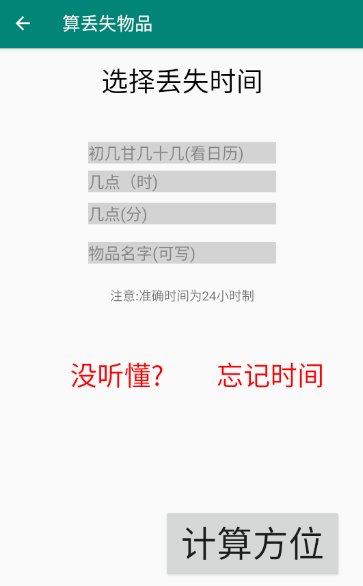 算丢失物品
选择丢失时间
初几甘几十几(看日历)
几点（时)
几点(分)
物品名字(可写)
注意:准确时间为24小时制
没听懂? 忘记时间
计算方位